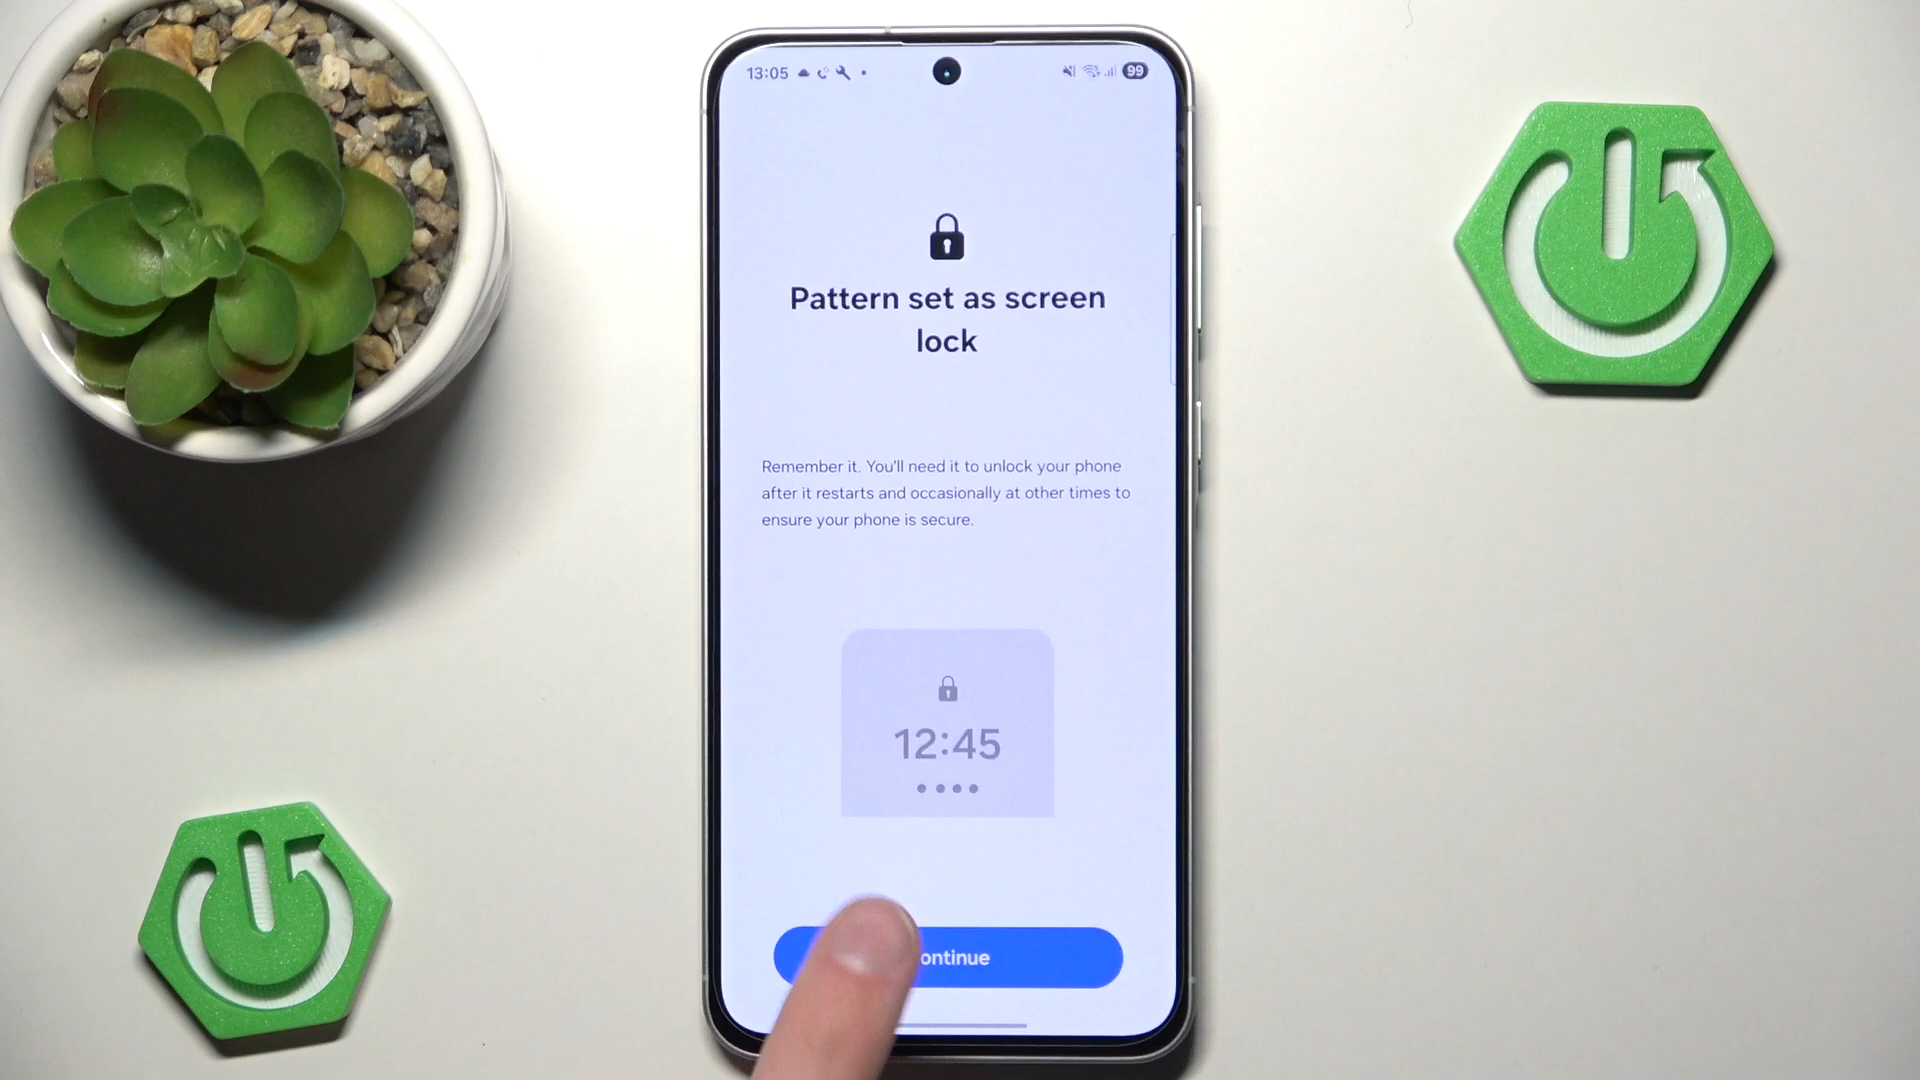 13:05
99
Pattern set as screen
lock
Remember it. You'll need it to unlock your phone
after it restarts and occasionally at other times to
ensure your phone is secure.
12:45
ontinue